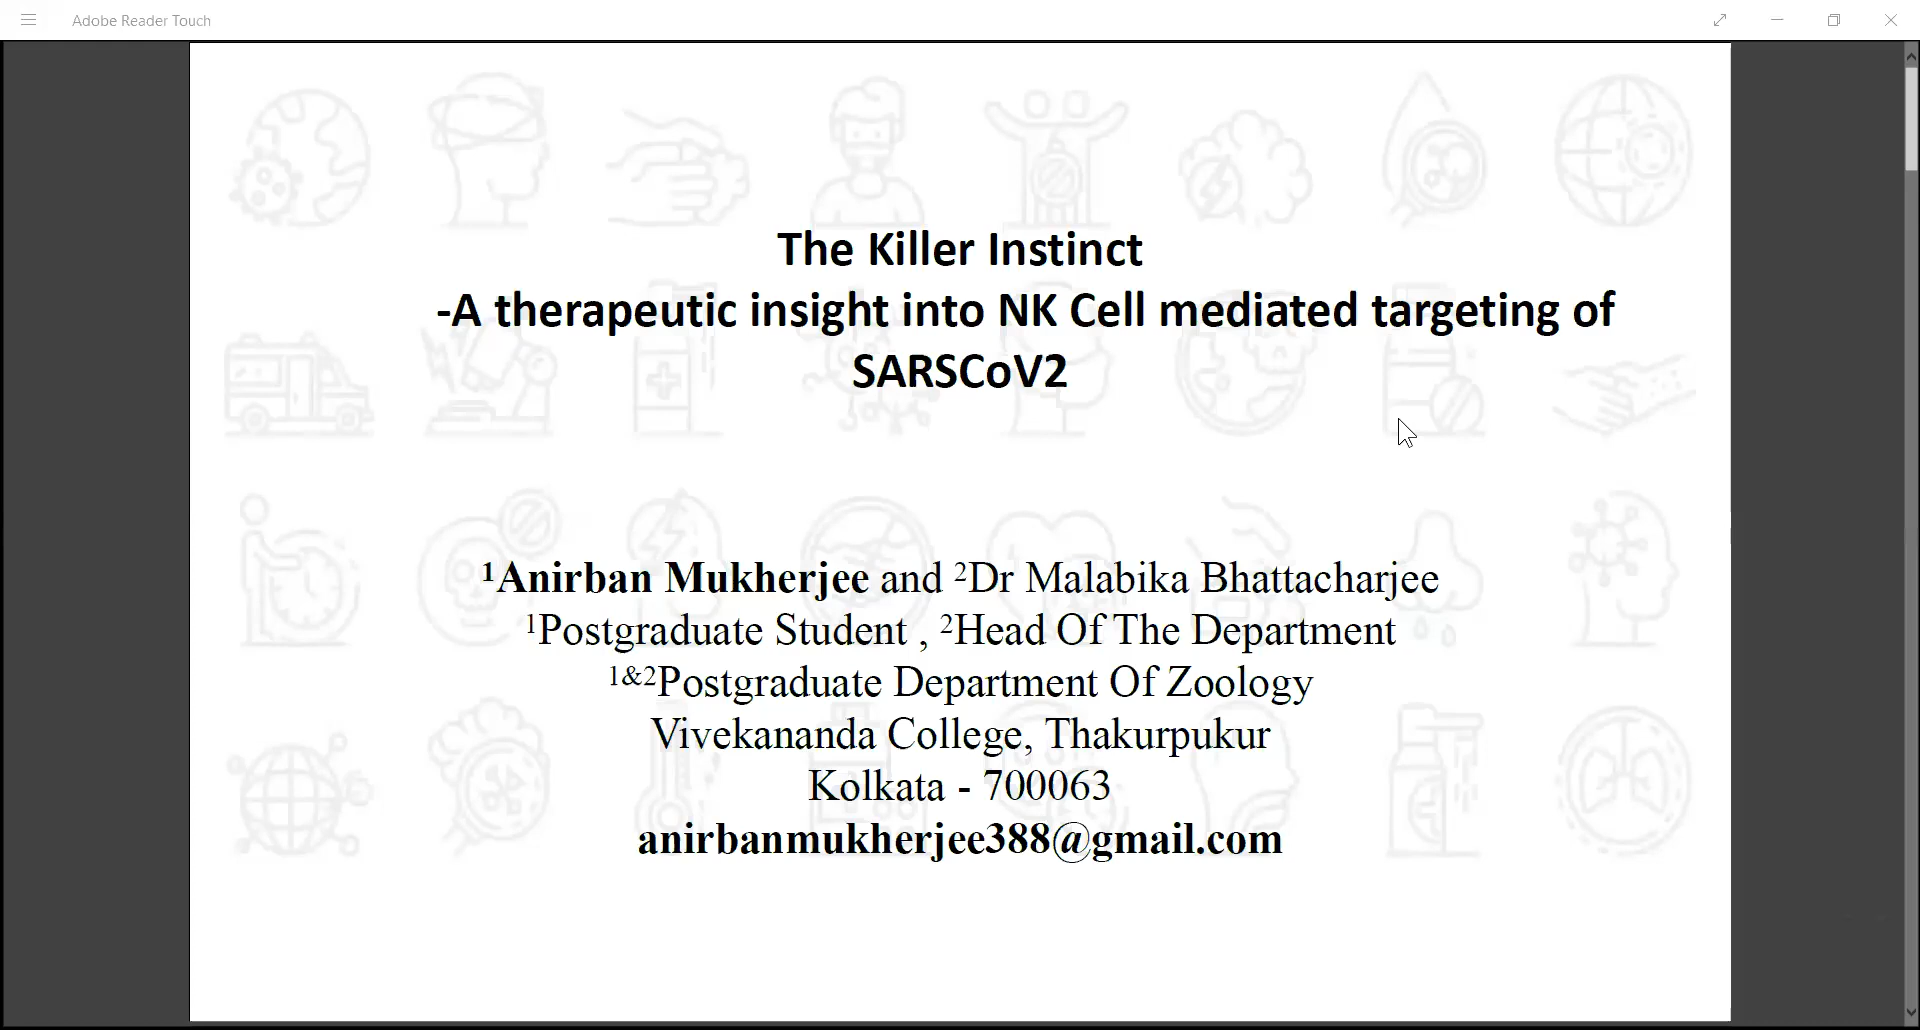 Adobe Reader Touch
The Killer Instinct
-A therapeutic insight into NK Cell mediated targeting of
SARSCoV2
¹Anirban Mukherjee and ²Dr Malabika Bhattacharjee
¹Postgraduate Student , ²Head Of The Department
¹&²Postgraduate Department Of Zoology
Vivekananda College, Thakurpukur
Kolkata - 700063
anirbanmukherjee388@gmail.com